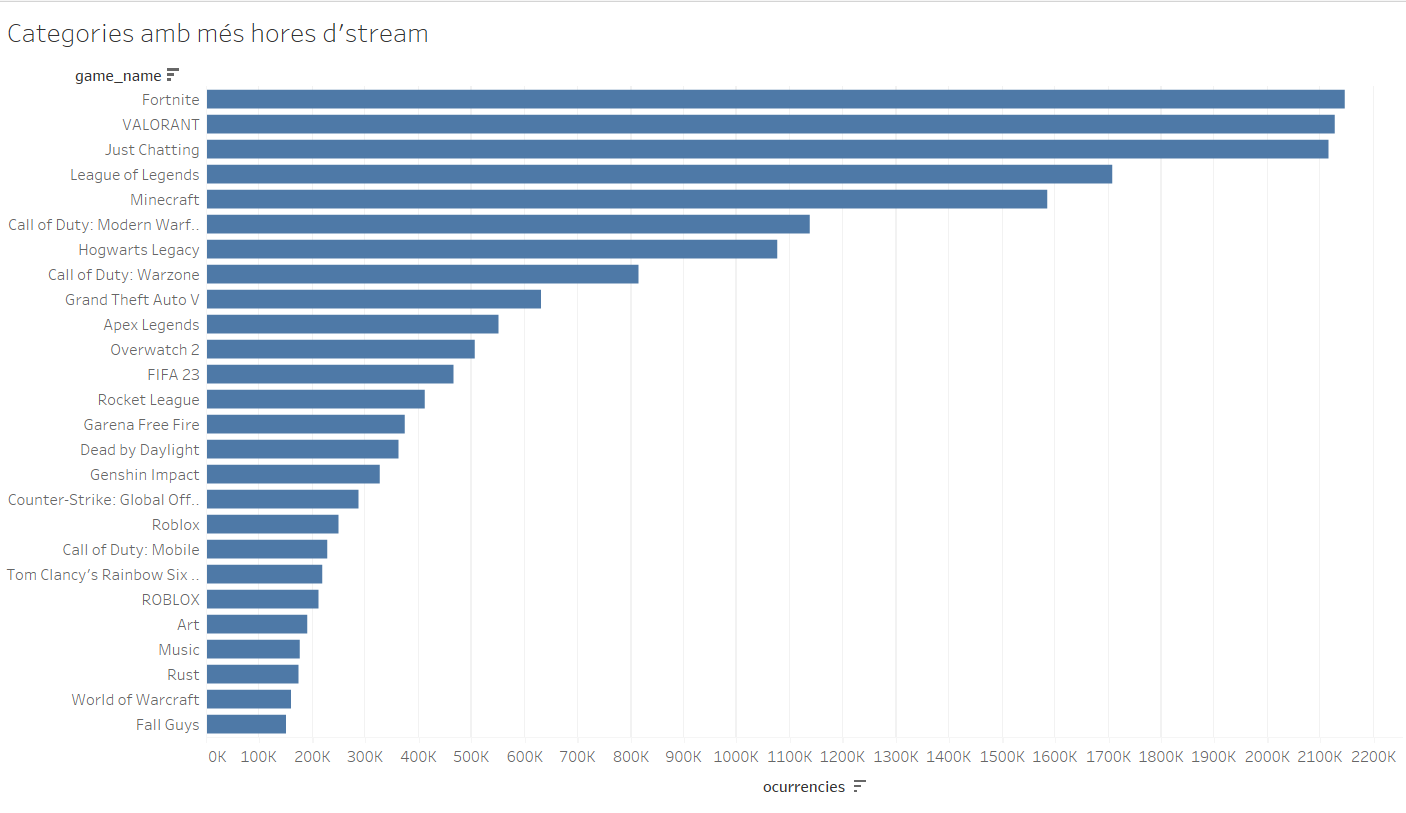 Categories amb més hores d'stream
game_name
Fortnite
VALORANT
Just Chatting
League of Legends
Minecraft
Call of Duty: Modern Warf..
Hogwarts Legacy
Call of Duty: Warzone
Grand Theft Auto V
Apex Legends
Overwatch 2
FIFA 23
Rocket League
Garena Free Fire
Dead by Daylight
Genshin Impact
Counter-Strike: Global Off..
Roblox
Call of Duty: Mobile
Tom Clancy's Rainbow Six ..
ROBLOX
Art
Music
Rust
World of Warcraft
Fall Guys
0K 100K 200K 300K 400K 500K 600K 700K 800K 900K 1000K 1100K 1200K 1300K 1400K 1500K 1600K 1700K 1800K 1900K 2000K 2100K 2200K
ocurrencies